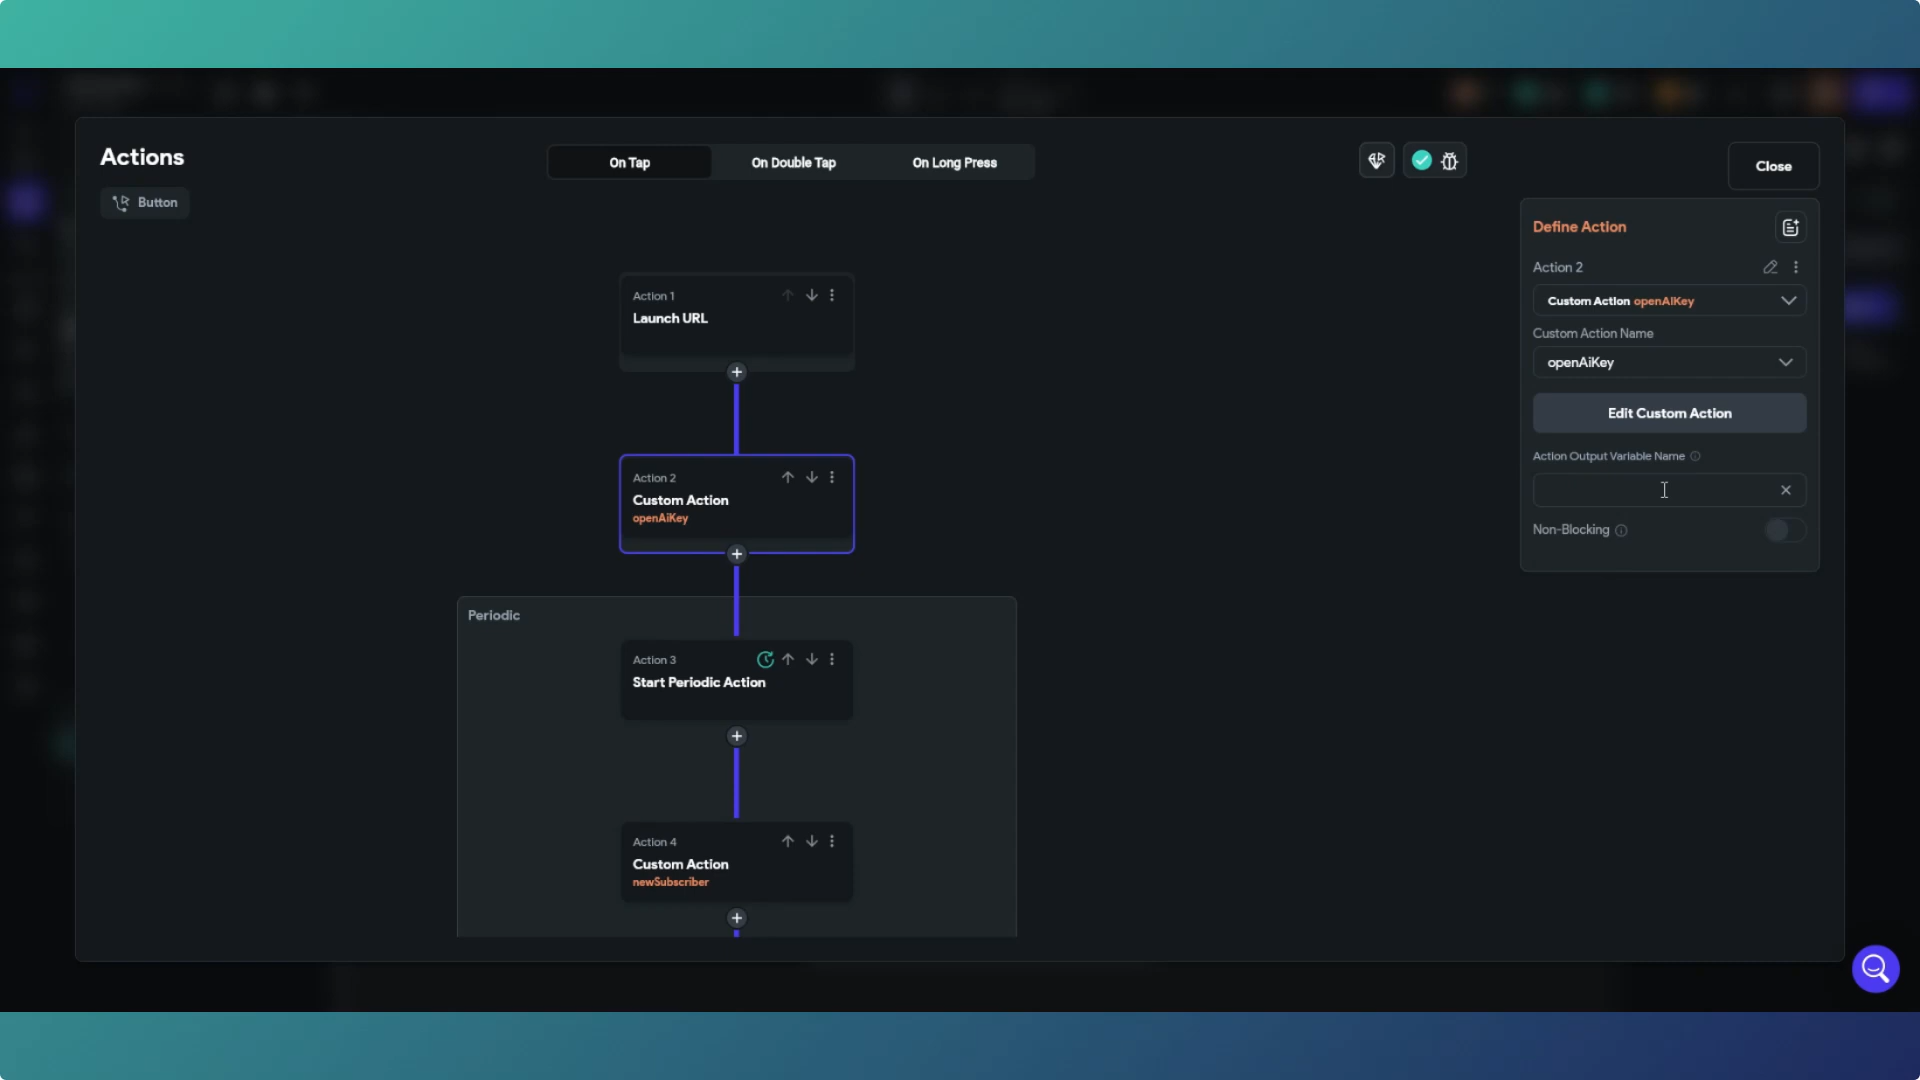 Actions
On Tap
On Double Tap
On Long Press
Close
Button
Define Action
Action 2
Custom Action openAIKey
Custom Action Name
openAiKey
Edit Custom Action
Action Output Variable Name
Non-Blocking
Action 1
Launch URL
Action 2
Custom Action
openAiKey
Periodic
Action 3
Start Periodic Action
Action 4
Custom Action
newSubscriber